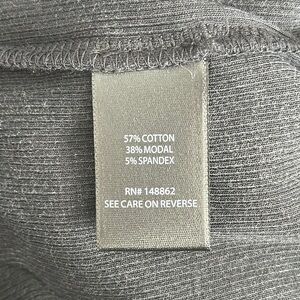 57% COTTON
38% MODAL
5% SPANDEX
RN# 148862
SEE CARE ON REVERSE